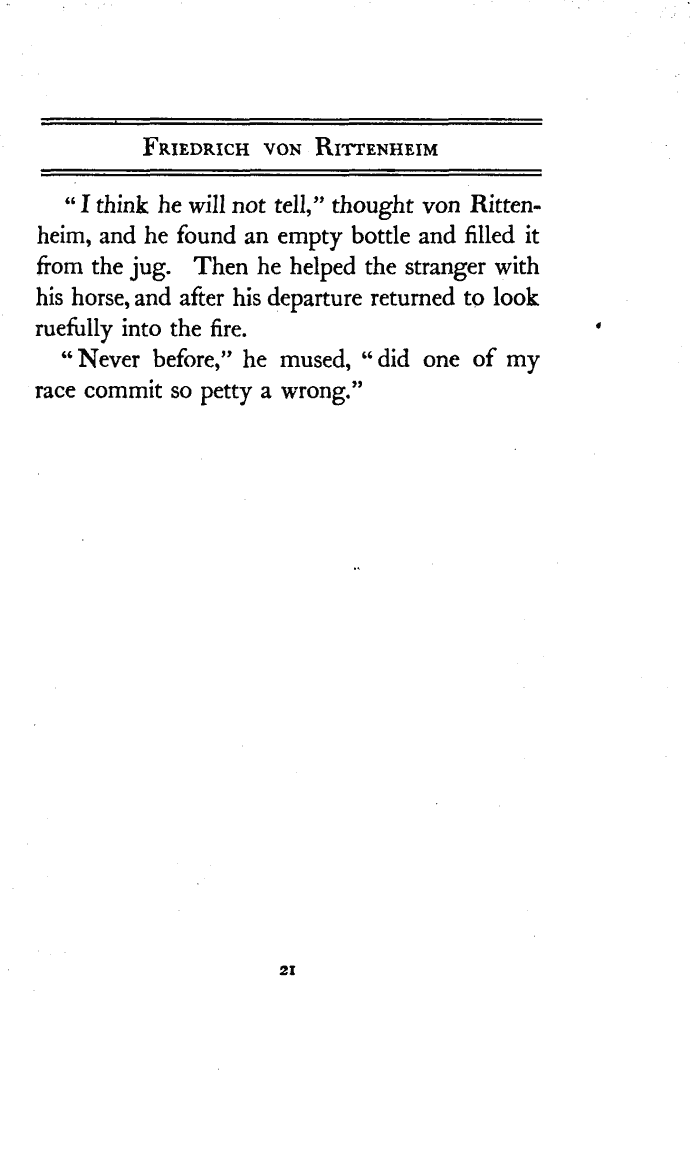 Friedrich von Rittenheim
“I think he will not tell,” thought von Ritten-
heim, and he found an empty bottle and filled it
from the jug. Then he helped the stranger with
his horse, and after his departure returned to look
ruefully into the fire.
“Never before,” he mused, “did one of my
race commit so petty a wrong.”
21